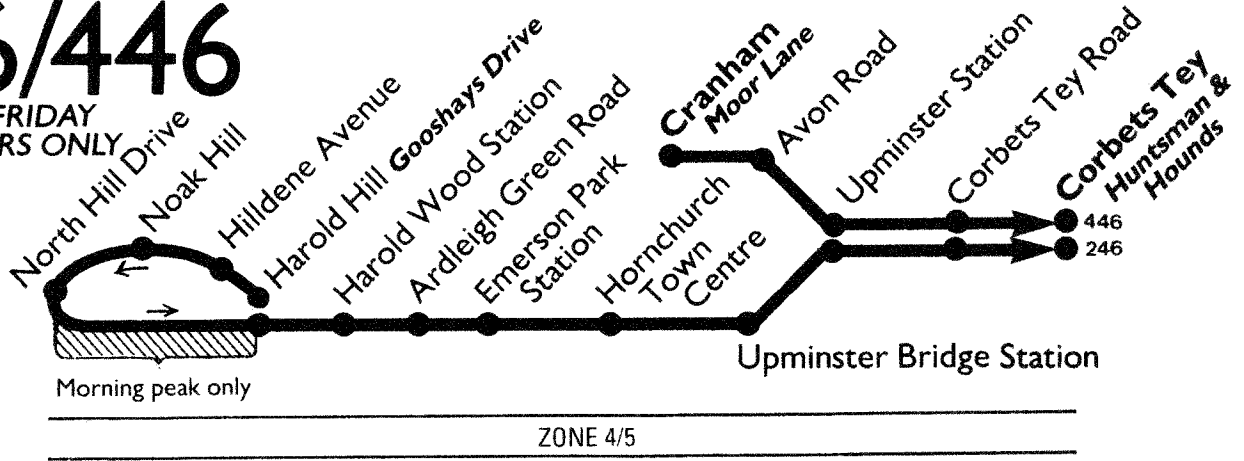 /446
FRIDAY
RS ONLY
North Hill Drive
Noak Hill
Hilldene Avenue
Harold Hill Gooshays Drive
Harold Wood Station
Ardleigh Green Road
Emerson Park
Station
Hornchurch
Town
Centre
Cranham
Moor Lane
Avon Road
Upminster Station
Corbets Tey Road
Corbets Tey
Huntsman &
Hounds
446
246
Upminster Bridge Station
Morning peak only
ZONE 4/5